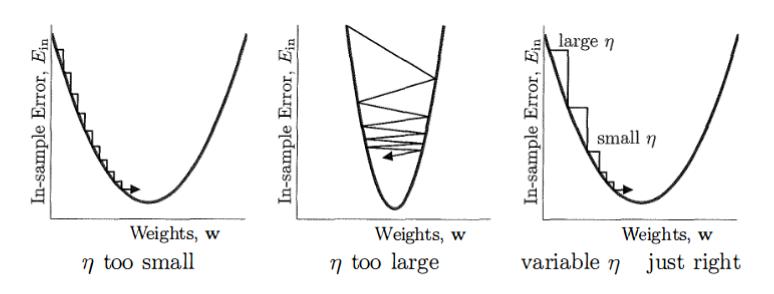 In-sample Error, E_in
Weights, w
η too small
In-sample Error, E_in
Weights, w
η too large
In-sample Error, E_in
large η
small η
Weights, w
variable η just right